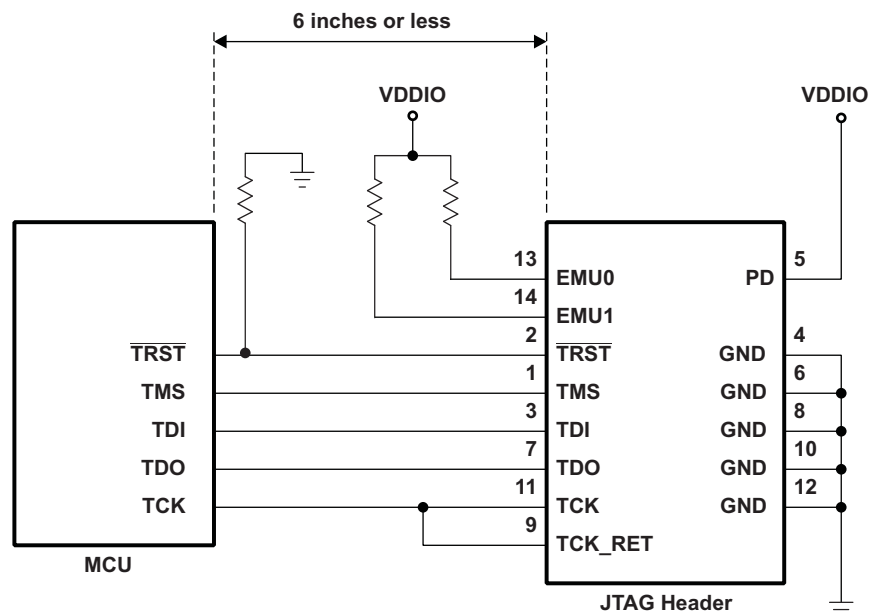 6 inches or less
VDDIO
VDDIO
13
EMU0
5
PD
14
EMU1
TRST
2
TRST
4
GND
TMS
1
TMS
6
GND
TDI
3
TDI
8
GND
TDO
7
TDO
10
GND
TCK
11
TCK
12
GND
9
TCK_RET
MCU
JTAG Header